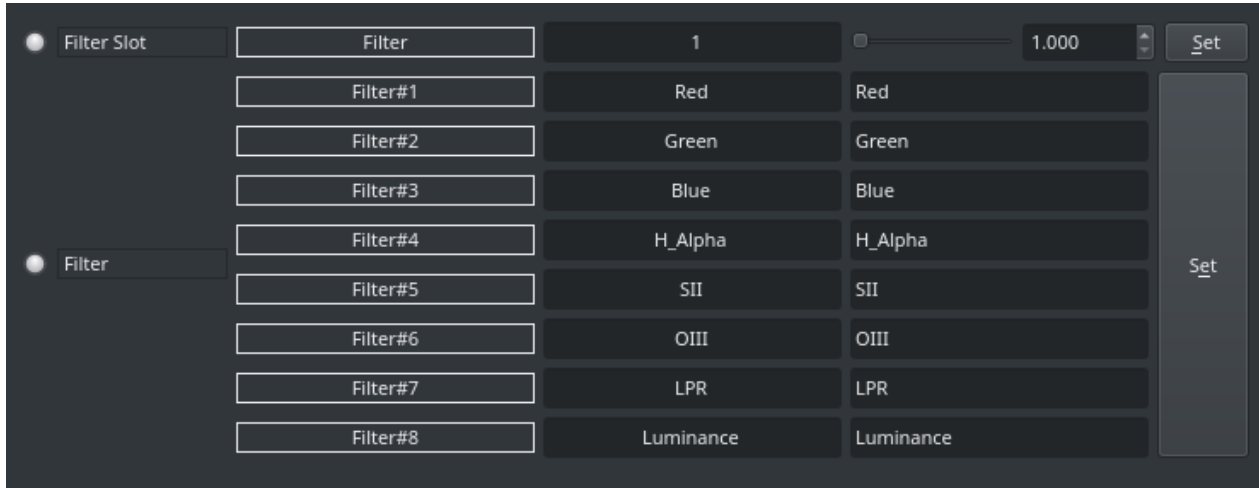 Filter Slot Filter 1 1.000 Set
Filter#1 Red Red
Filter#2 Green Green
Filter#3 Blue Blue
Filter#4 H_Alpha H_Alpha
Filter Set
Filter#5 SII SII
Filter#6 OIII OIII
Filter#7 LPR LPR
Filter#8 Luminance Luminance